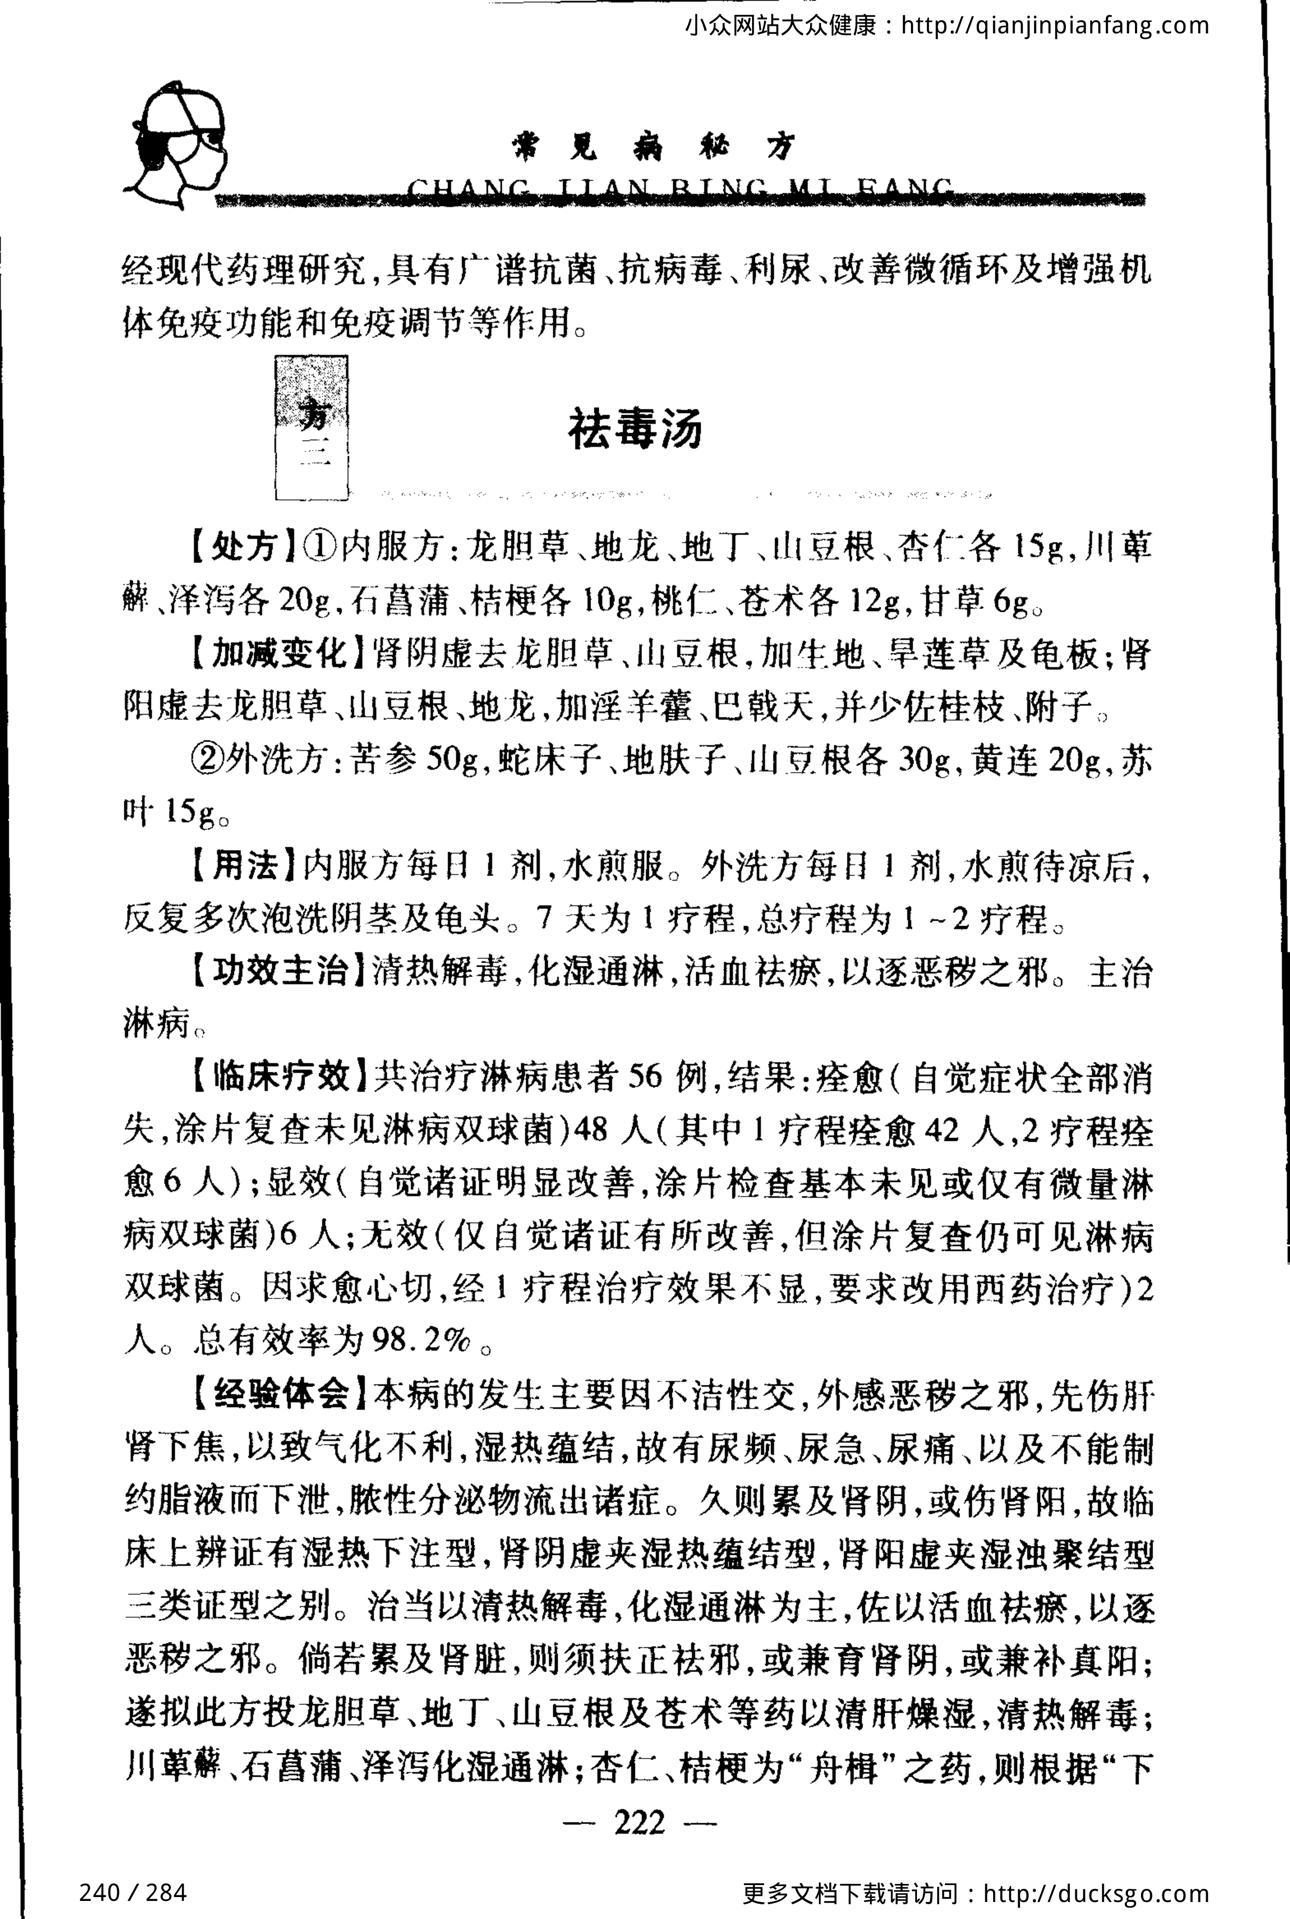 小众网站大众健康：http://qianjinpianfang.com
常见病秘方
CHANG JIAN BING MI FANG
经现代药理研究,具有广谱抗菌、抗病毒、利尿、改善微循环及增强机
体免疫功能和免疫调节等作用。
方三
祛毒汤
【处方】①内服方:龙胆草、地龙、地丁、山豆根、杏仁各 15g,川萆
薢、泽泻各 20g,石菖蒲、桔梗各 10g,桃仁、苍术各 12g,甘草 6g。
【加减变化】肾阴虚去龙胆草、山豆根,加生地、旱莲草及龟板;肾
阳虚去龙胆草、山豆根、地龙,加淫羊藿、巴戟天,并少佐桂枝、附子。
②外洗方:苦参 50g,蛇床子、地肤子、山豆根各 30g,黄连 20g,苏
叶 15g。
【用法】内服方每日 1 剂,水煎服。外洗方每日 1 剂,水煎待凉后,
反复多次泡洗阴茎及龟头。7 天为 1 疗程,总疗程为 1 ~ 2 疗程。
【功效主治】清热解毒,化湿通淋,活血祛瘀,以逐恶秽之邪。主治
淋病。
【临床疗效】共治疗淋病患者 56 例,结果:痊愈(自觉症状全部消
失,涂片复查未见淋病双球菌)48 人(其中 1 疗程痊愈 42 人,2 疗程痊
愈 6 人);显效(自觉诸证明显改善,涂片检查基本未见或仅有微量淋
病双球菌)6 人;无效(仅自觉诸证有所改善,但涂片复查仍可见淋病
双球菌。因求愈心切,经 1 疗程治疗效果不显,要求改用西药治疗)2
人。总有效率为 98.2%。
【经验体会】本病的发生主要因不洁性交,外感恶秽之邪,先伤肝
肾下焦,以致气化不利,湿热蕴结,故有尿频、尿急、尿痛、以及不能制
约脂液而下泄,脓性分泌物流出诸症。久则累及肾阴,或伤肾阳,故临
床上辨证有湿热下注型,肾阴虚夹湿热蕴结型,肾阳虚夹湿浊聚结型
三类证型之别。治当以清热解毒,化湿通淋为主,佐以活血祛瘀,以逐
恶秽之邪。倘若累及肾脏,则须扶正祛邪,或兼育肾阴,或兼补真阳;
遂拟此方投龙胆草、地丁、山豆根及苍术等药以清肝燥湿,清热解毒;
川萆薢、石菖蒲、泽泻化湿通淋;杏仁、桔梗为“舟楫”之药,则根据“下
— 222 —
240 / 284
更多文档下载请访问：http://ducksgo.com